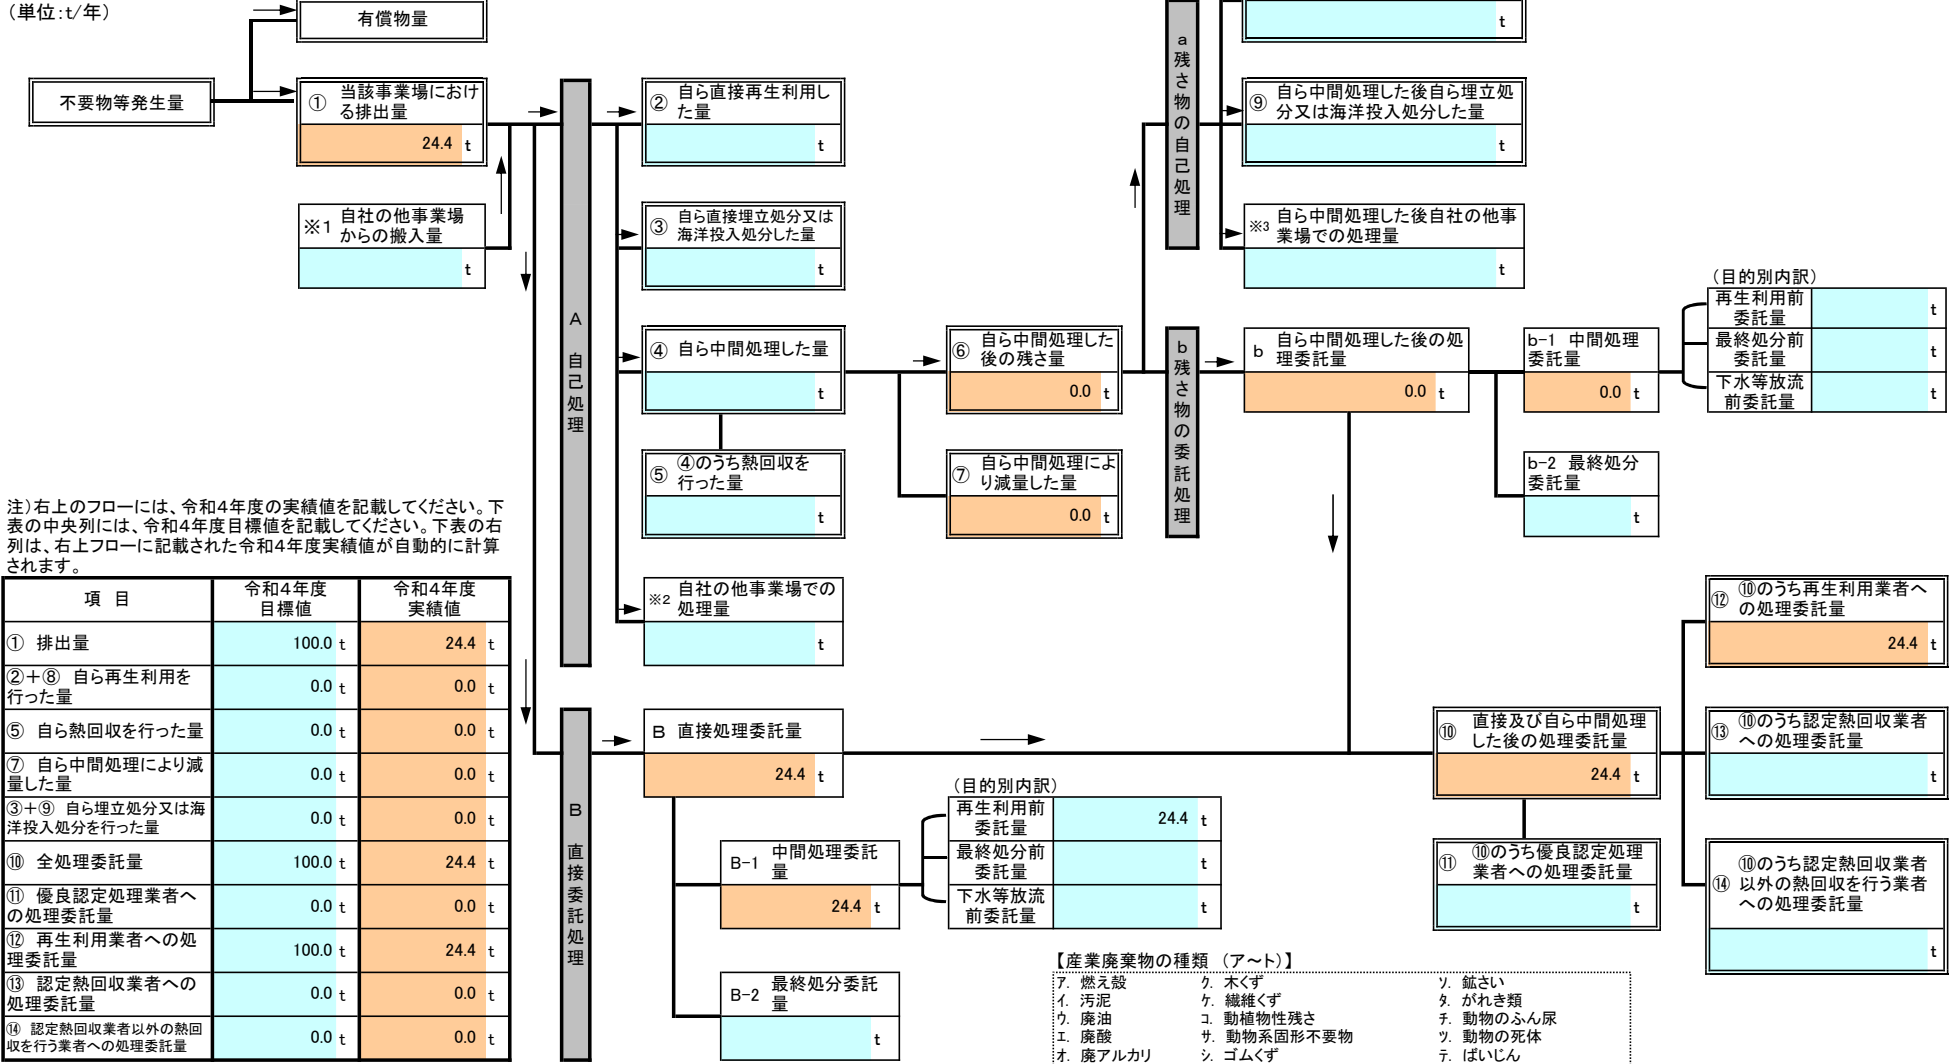 （単位：t/年）
有償物量
t
不要物等発生量
①
当該事業場におけ
る排出量
24.4 t
※1
自社の他事業場
からの搬入量
t
A 自己処理
②
自ら直接再生利用し
た量
t
③
自ら直接埋立処分又は
海洋投入処分した量
t
④ 自ら中間処理した量
t
⑤
④のうち熱回収を
行った量
t
※2
自社の他事業場での
処理量
t
⑥
自ら中間処理した
後の残さ量
0.0 t
⑦
自ら中間処理によ
り減量した量
0.0 t
a残さ物の自己処理
⑨
自ら中間処理した後自ら埋立処
分又は海洋投入処分した量
t
※3
自ら中間処理した後自社の他事
業場での処理量
t
b残さ物の委託処理
b
自ら中間処理した後の処
理委託量
0.0 t
b-1 中間処理
委託量
0.0 t
b-2 最終処分
委託量
t
（目的別内訳）
再生利用前
委託量
t
最終処分前
委託量
t
下水等放流
前委託量
t
注）右上のフローには、令和4年度の実績値を記載してください。下
表の中央列には、令和4年度目標値を記載してください。下表の右
列は、右上フローに記載された令和4年度実績値が自動的に計算
されます。
項 目
令和4年度
目標値
令和4年度
実績値
① 排出量
100.0 t
24.4 t
②＋⑧ 自ら再生利用を
行った量
0.0 t
0.0 t
⑤ 自ら熱回収を行った量
0.0 t
0.0 t
⑦ 自ら中間処理により減
量した量
0.0 t
0.0 t
③＋⑨ 自ら埋立処分又は海
洋投入処分を行った量
0.0 t
0.0 t
⑩ 全処理委託量
100.0 t
24.4 t
⑪ 優良認定処理業者へ
の処理委託量
0.0 t
0.0 t
⑫ 再生利用業者への処
理委託量
100.0 t
24.4 t
⑬ 認定熱回収業者への
処理委託量
0.0 t
0.0 t
⑭ 認定熱回収業者以外の熱回
収を行う業者への処理委託量
0.0 t
0.0 t
B 直接委託処理
B 直接処理委託量
24.4 t
B-1
中間処理委託
量
24.4 t
B-2
最終処分委託
量
t
（目的別内訳）
再生利用前
委託量
24.4 t
最終処分前
委託量
t
下水等放流
前委託量
t
⑩
直接及び自ら中間処理
した後の処理委託量
24.4 t
⑪
⑩のうち優良認定処理
業者への処理委託量
t
⑫
⑩のうち再生利用業者へ
の処理委託量
24.4 t
⑬
⑩のうち認定熱回収業者
への処理委託量
t
⑭
⑩のうち認定熱回収業者
以外の熱回収を行う業者
への処理委託量
t
【産業廃棄物の種類 （ア～ト）】
ア. 燃え殻 ク. 木くず ソ. 鉱さい
イ. 汚泥 ケ. 繊維くず タ. がれき類
ウ. 廃油 コ. 動植物性残さ チ. 動物のふん尿
エ. 廃酸 サ. 動物系固形不要物 ツ. 動物の死体
オ. 廃アルカリ シ. ゴムくず テ. ばいじん